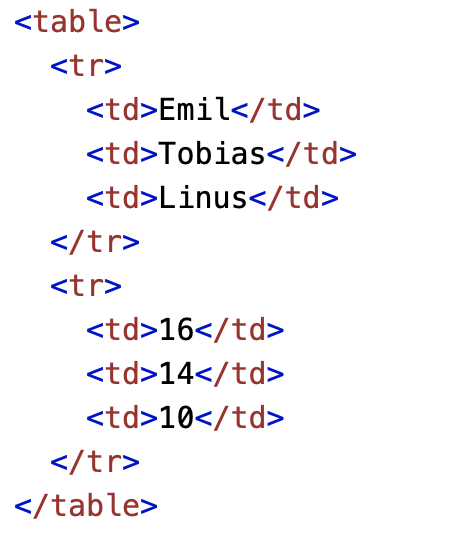 <table>
  <tr>
    <td>Emil</td>
    <td>Tobias</td>
    <td>Linus</td>
  </tr>
  <tr>
    <td>16</td>
    <td>14</td>
    <td>10</td>
  </tr>
</table>